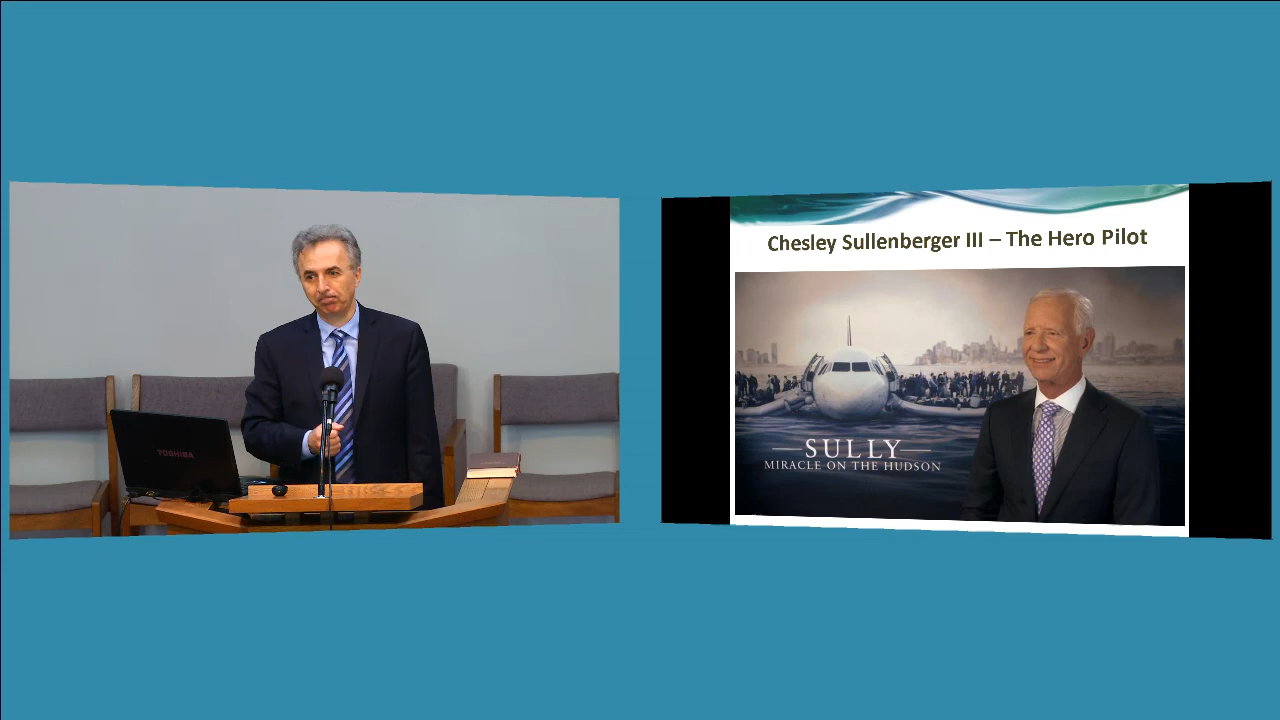 TOSHIBA
Chesley Sullenberger III – The Hero Pilot
SULLY
MIRACLE ON THE HUDSON